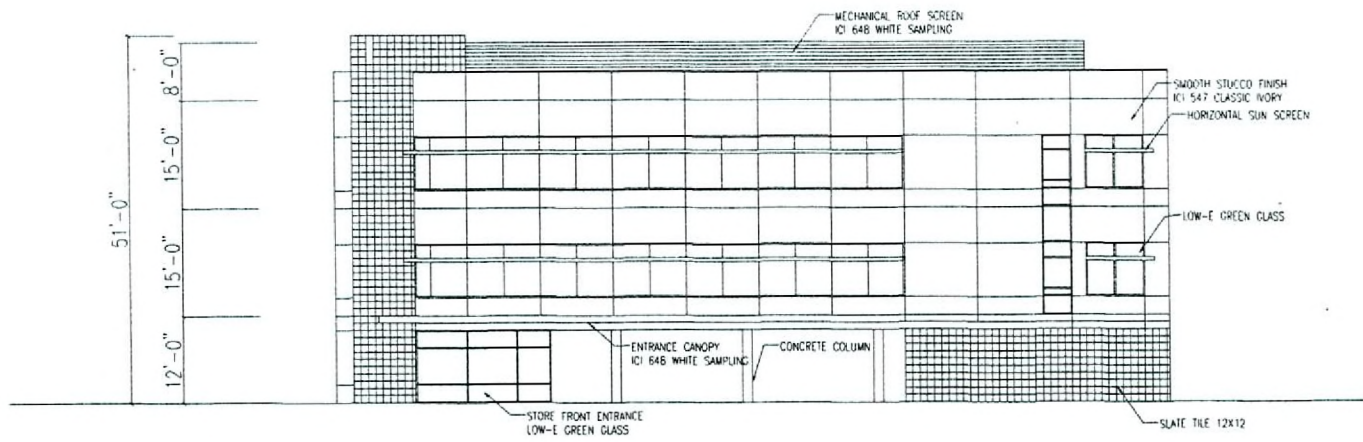 MECHANICAL ROOF SCREEN
ICI 648 WHITE SAMPLING
SMOOTH STUCCO FINISH
ICI 547 CLASSIC IVORY
HORIZONTAL SUN SCREEN
LOW-E GREEN GLASS
51'-0"
8'-0"
15'-0"
15'-0"
12'-0"
ENTRANCE CANOPY
ICI 648 WHITE SAMPLING
CONCRETE COLUMN
STORE FRONT ENTRANCE
LOW-E GREEN GLASS
SLATE TILE 12X12